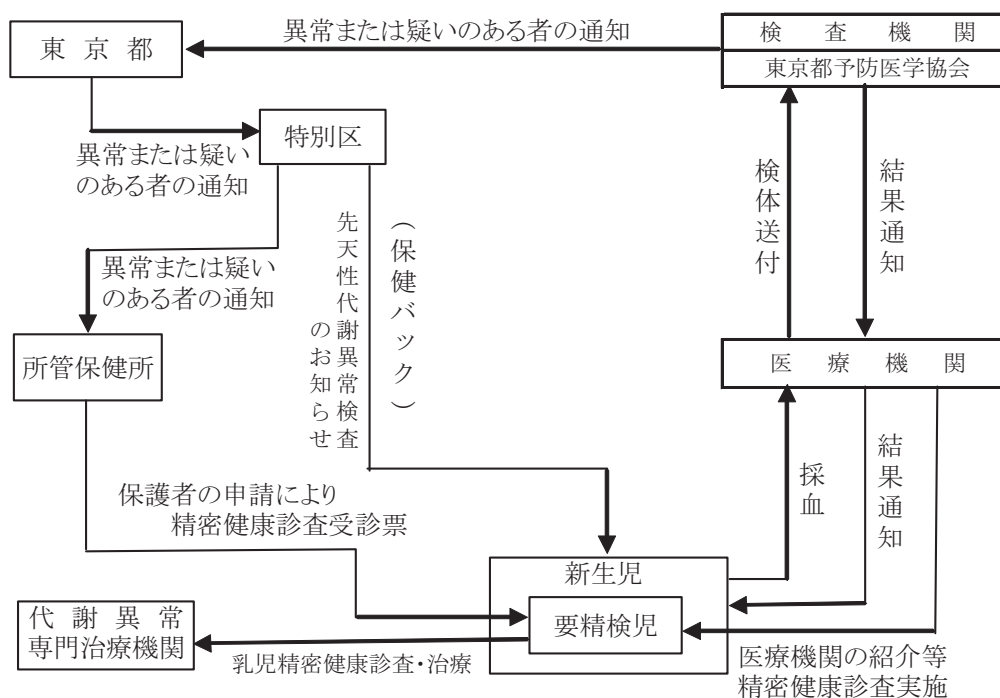 東京都
異常または疑いのある者の通知
検査機関
東京都予防医学協会
特別区
異常または疑い
のある者の通知
検体送付
結果通知
（保健バック）
先天性代謝異常検査
のお知らせ
異常または疑い
のある者の通知
所管保健所
医療機関
採血
結果通知
保護者の申請により
精密健康診査受診票
新生児
要精検児
代謝異常
専門治療機関
乳児精密健康診査・治療
医療機関の紹介等
精密健康診査実施